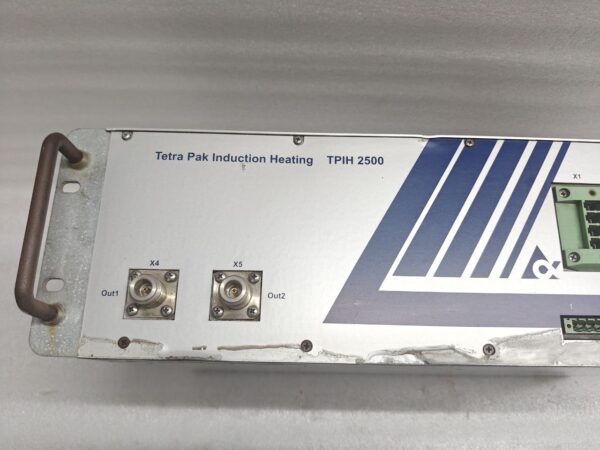 Tetra Pak Induction Heating TPIH 2500
X1
X4
X5
Out1
Out2